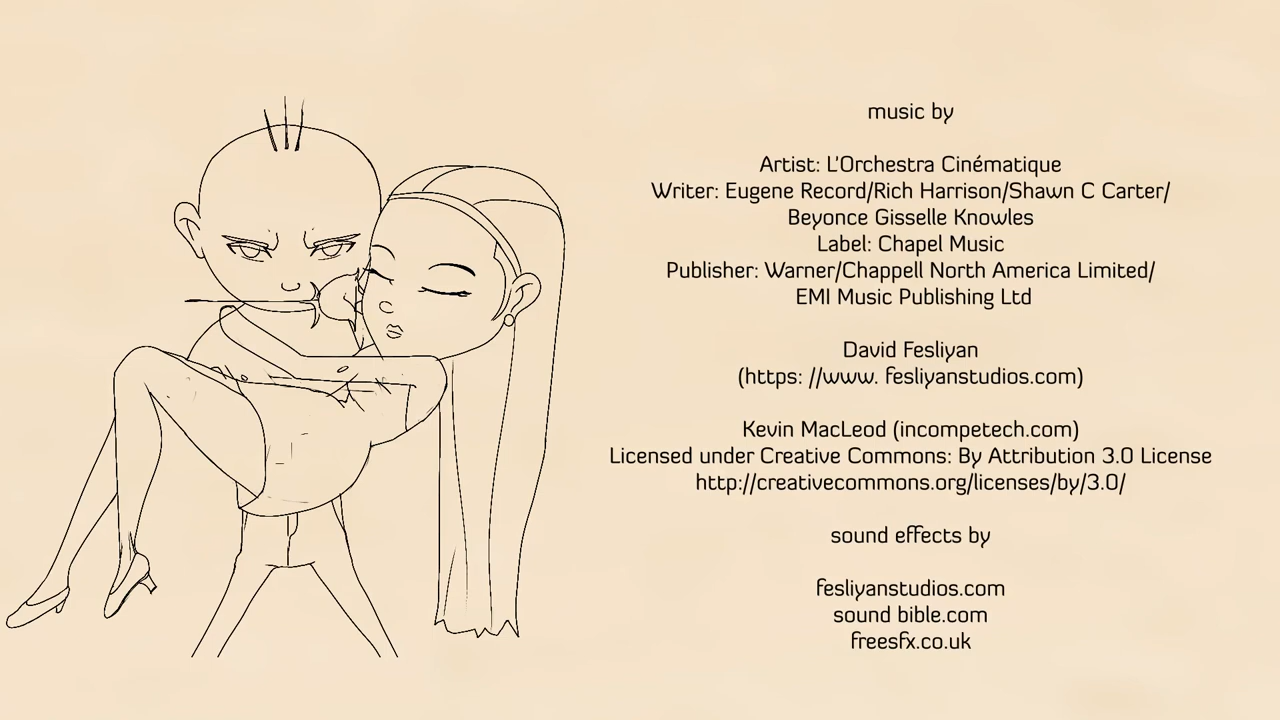 music by
Artist: L'Orchestra Cinématique
Writer: Eugene Record/Rich Harrison/Shawn C Carter/
Beyonce Gisselle Knowles
Label: Chapel Music
Publisher: Warner/Chappell North America Limited/
EMI Music Publishing Ltd
David Fesliyan
(https: //www. fesliyanstudios.com)
Kevin MacLeod (incompetech.com)
Licensed under Creative Commons: By Attribution 3.0 License
http://creativecommons.org/licenses/by/3.0/
sound effects by
fesliyanstudios.com
sound bible.com
freesfx.co.uk